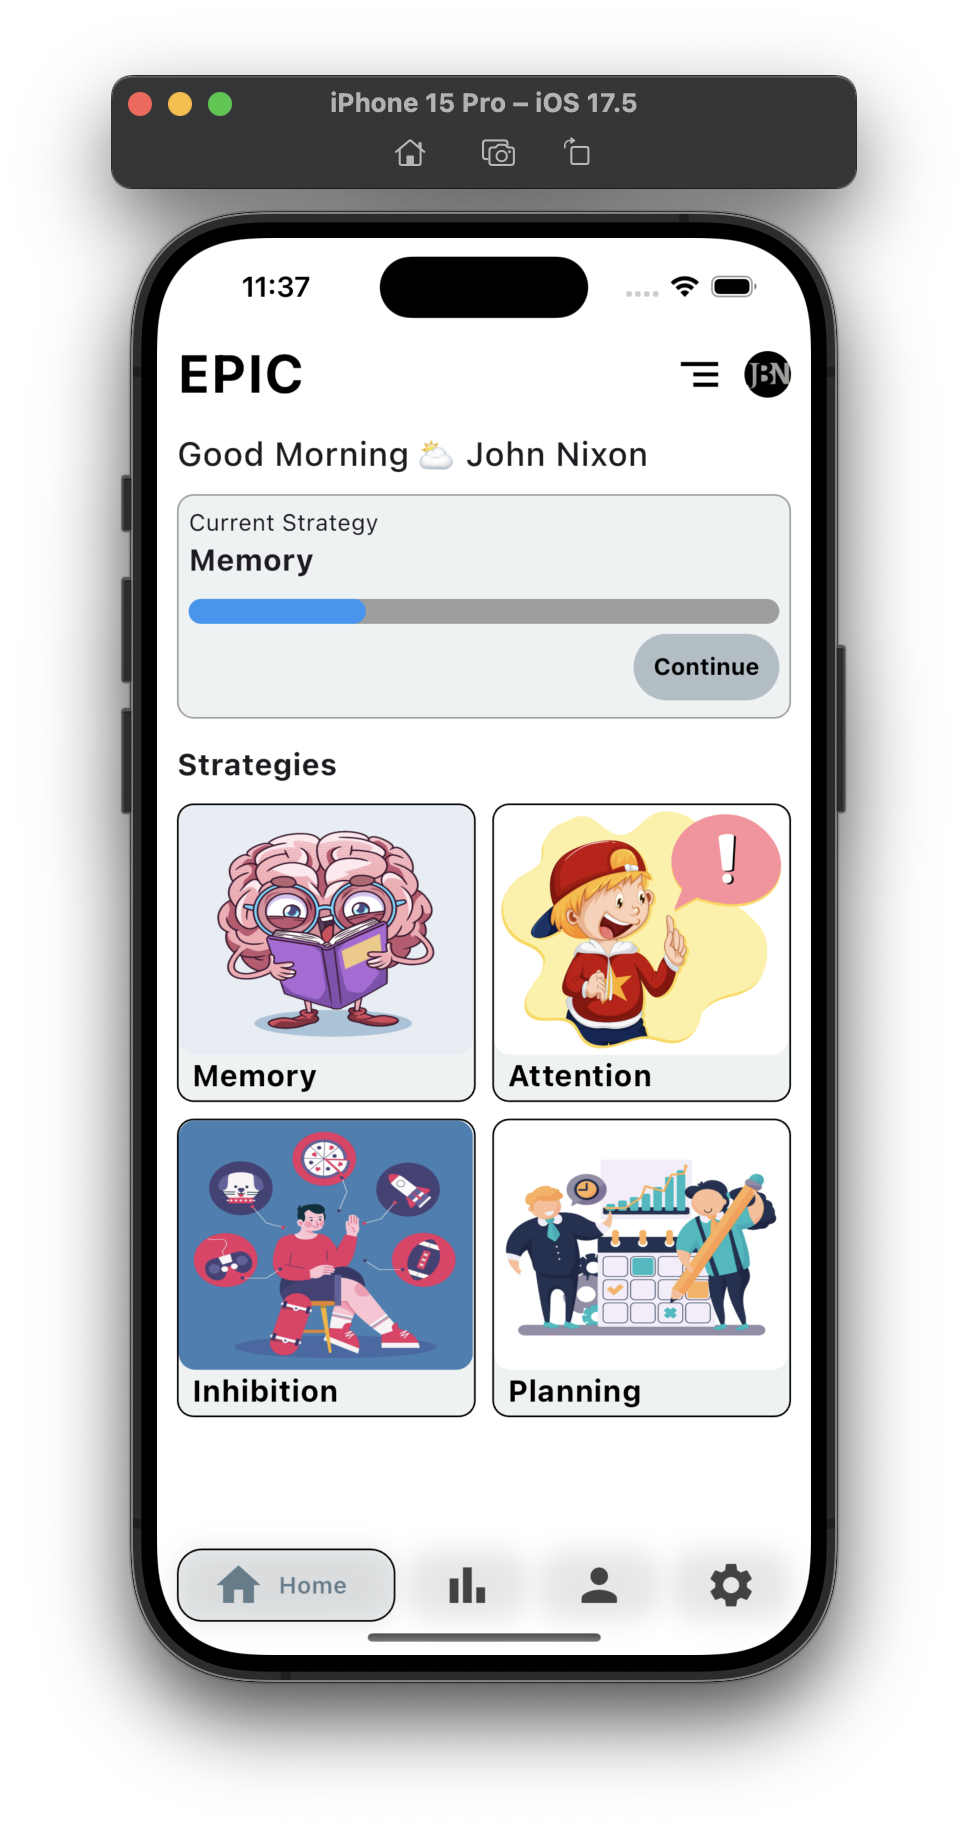 iPhone 15 Pro – iOS 17.5
11:37
EPIC
JBN
Good Morning 🌤️ John Nixon
Current Strategy
Memory
Continue
Strategies
Memory
Attention
!
Inhibition
Planning
Home